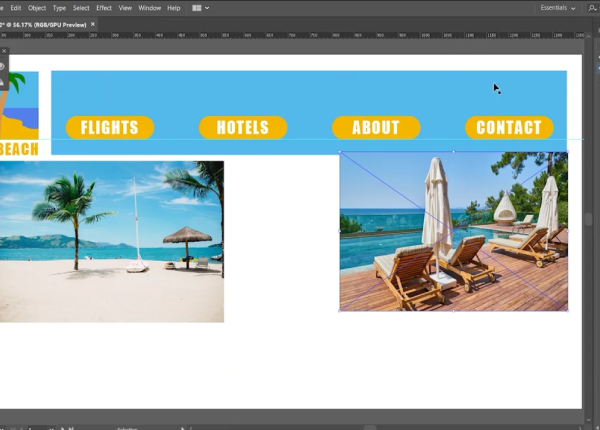 Edit Object Type Select Effect View Window Help
Essentials
@ 56.17% (RGB/GPU Preview) ×
FLIGHTS HOTELS ABOUT CONTACT
BEACH
Selection